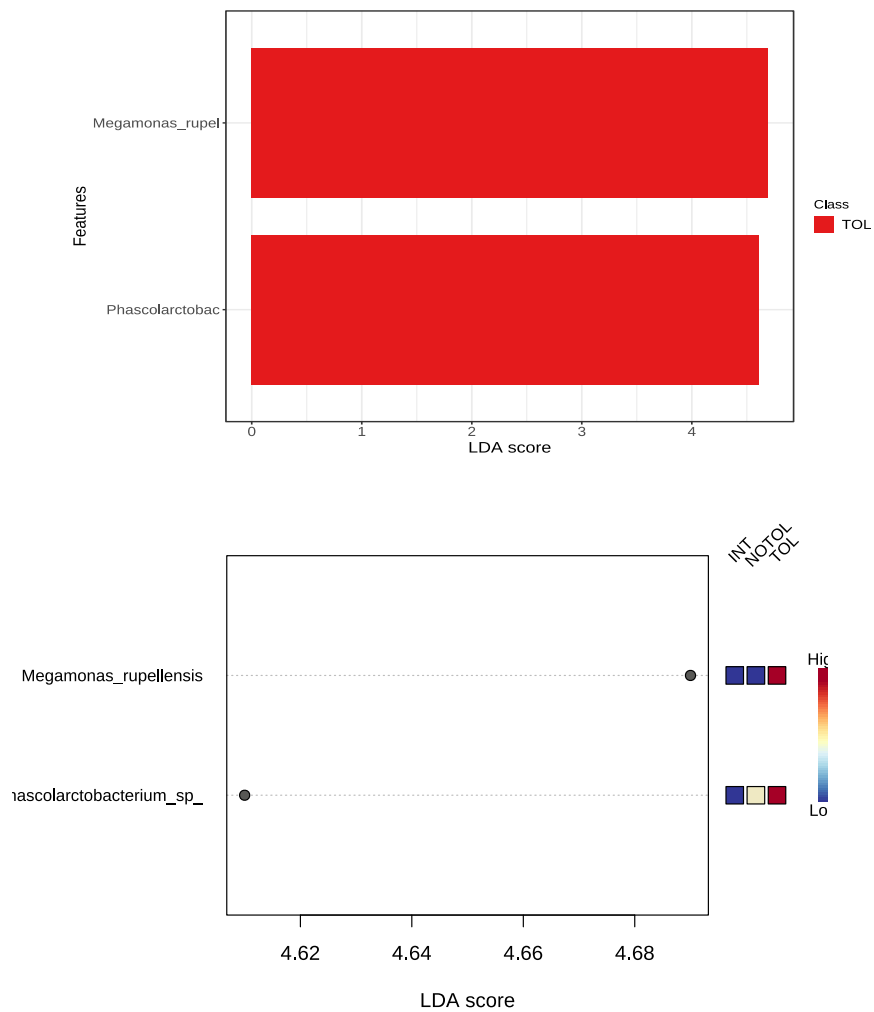 Megamonas_rupel
Phascolarctobac
Features
0 1 2 3 4
LDA score
Class
TOL
INT NOTOL TOL
Megamonas_rupellensis
hascolarctobacterium_sp_
Hig
Lo
4.62 4.64 4.66 4.68
LDA score